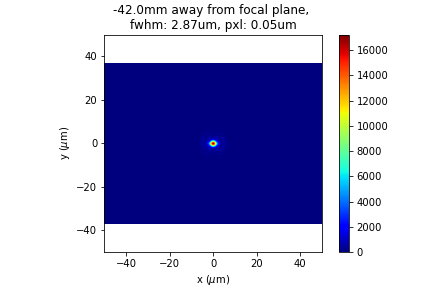 -42.0mm away from focal plane,
fwhm: 2.87um, pxl: 0.05um
40
20
0
−20
−40
y (μm)
−40 −20 0 20 40
x (μm)
16000
14000
12000
10000
8000
6000
4000
2000
0